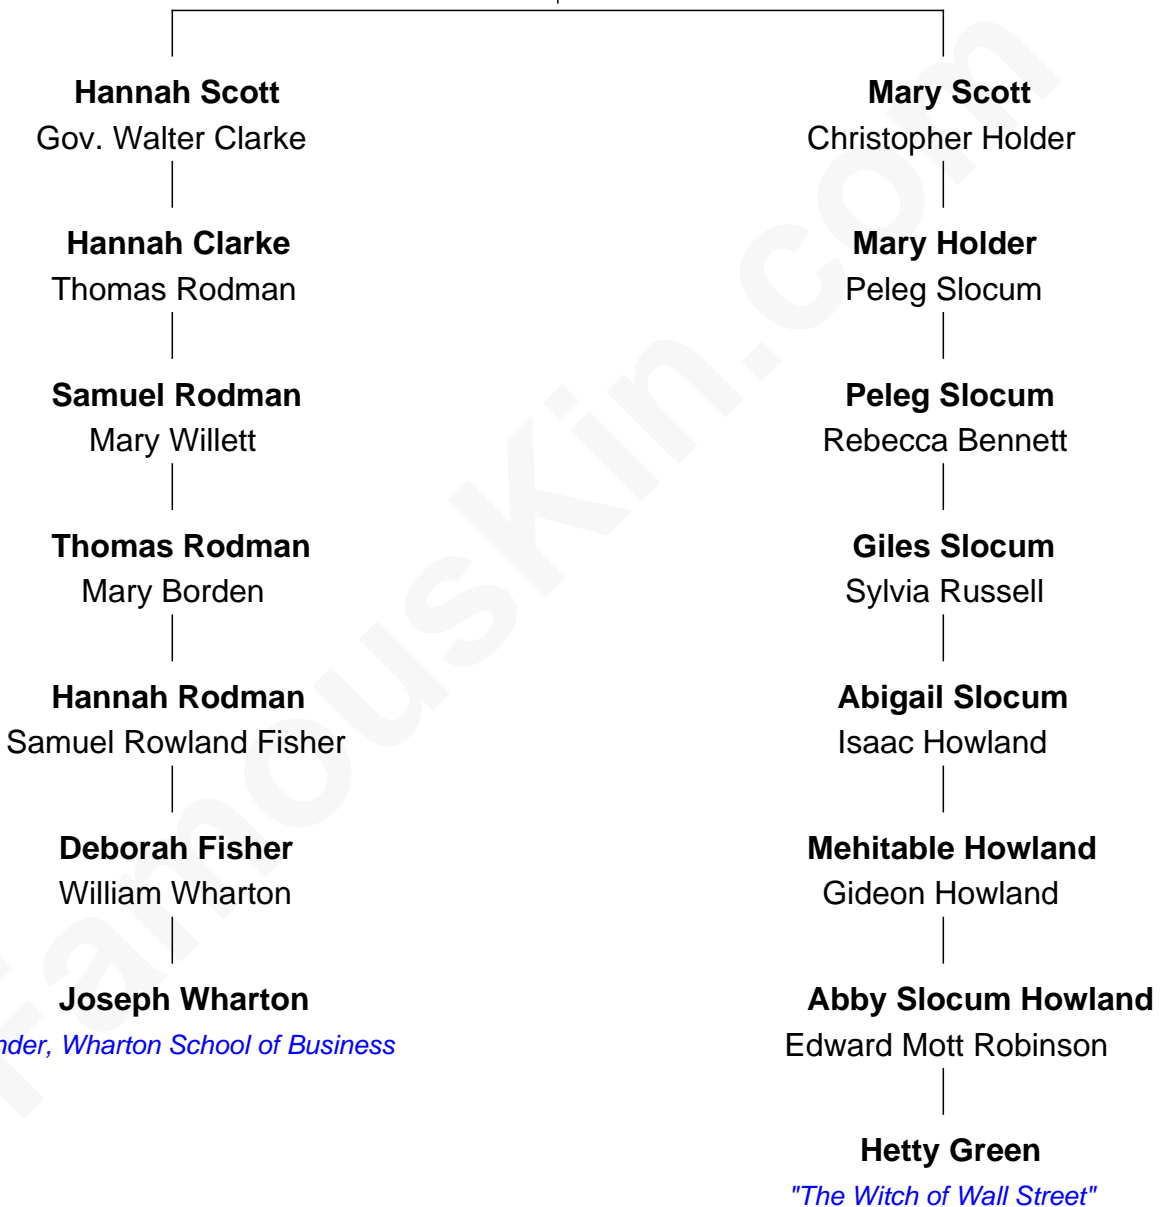 Hannah Scott
Gov. Walter Clarke
Hannah Clarke
Thomas Rodman
Samuel Rodman
Mary Willett
Thomas Rodman
Mary Borden
Hannah Rodman
Samuel Rowland Fisher
Deborah Fisher
William Wharton
Joseph Wharton
nder, Wharton School of Business
Mary Scott
Christopher Holder
Mary Holder
Peleg Slocum
Peleg Slocum
Rebecca Bennett
Giles Slocum
Sylvia Russell
Abigail Slocum
Isaac Howland
Mehitable Howland
Gideon Howland
Abby Slocum Howland
Edward Mott Robinson
Hetty Green
"The Witch of Wall Street"
FamousKin.com